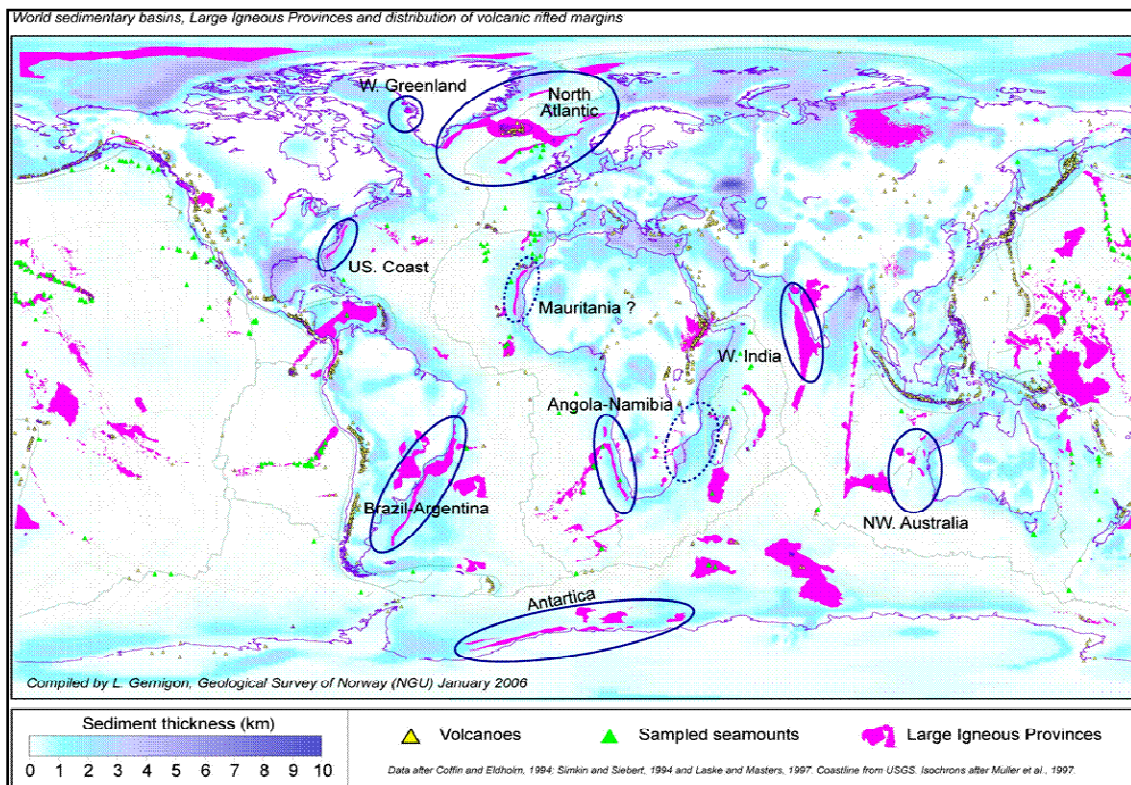 World sedimentary basins, Large Igneous Provinces and distribution of volcanic rifted margins
W. Greenland
North
Atlantic
US. Coast
Mauritania ?
W. India
Angola-Namibia
Brazil-Argentina
NW. Australia
Antartica
Compiled by L. Gernigon, Geological Survey of Norway (NGU) January 2006
Sediment thickness (km)
0 1 2 3 4 5 6 7 8 9 10
Volcanoes
Sampled seamounts
Large Igneous Provinces
Data after Coffin and Eldholm, 1994; Simkin and Siebert, 1994 and Laske and Masters, 1997. Coastline from USGS. Isochrons after Muller et al., 1997.